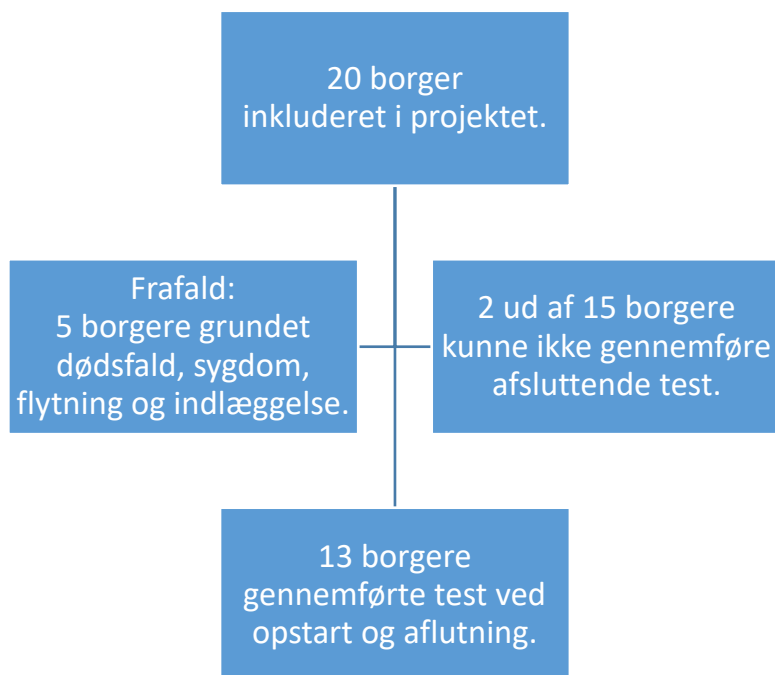 20 borger
inkluderet i projektet.
Frafald:
5 borgere grundet
dødsfald, sygdom,
flytning og indlæggelse.
2 ud af 15 borgere
kunne ikke gennemføre
afsluttende test.
13 borgere
gennemførte test ved
opstart og aflutning.